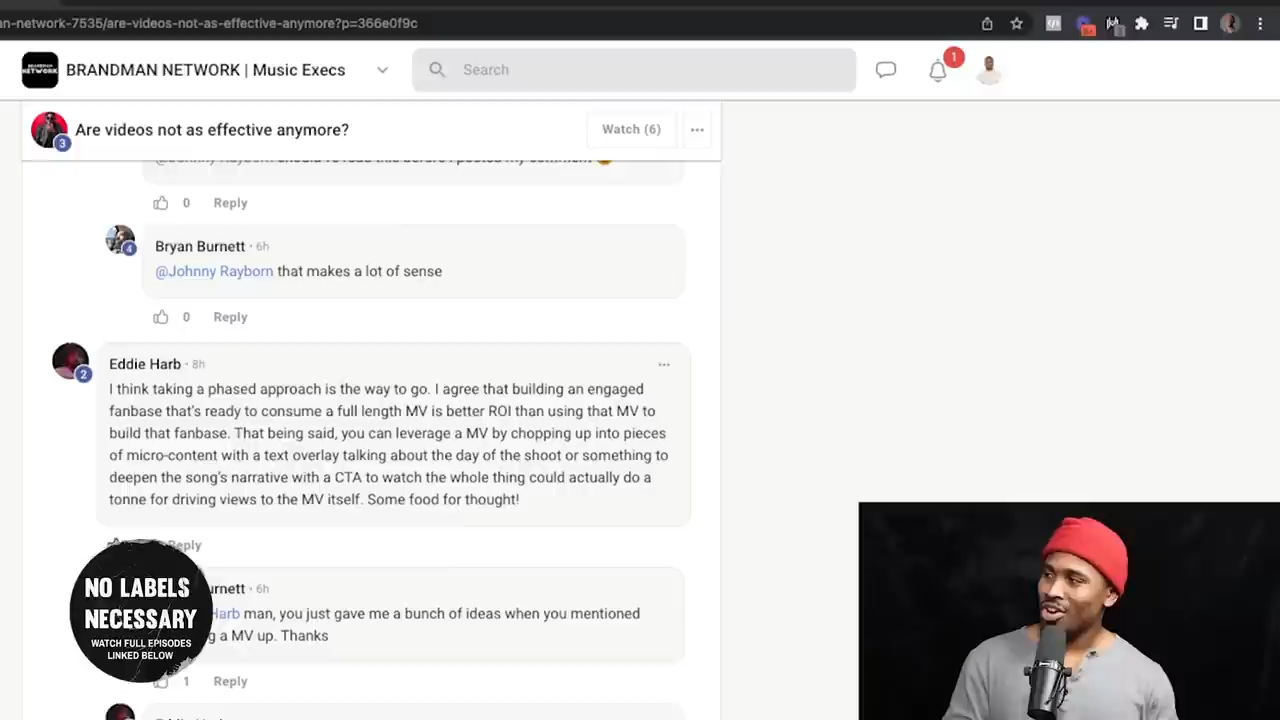 an-network-7535/are-videos-not-as-effective-anymore?p=366e0f9c
BRANDMAN NETWORK | Music Execs
Search
1
3
Are videos not as effective anymore?
Watch (6)
0 Reply
4
Bryan Burnett · 6h
@Johnny Rayborn that makes a lot of sense
0 Reply
2
Eddie Harb · 8h
I think taking a phased approach is the way to go. I agree that building an engaged
fanbase that's ready to consume a full length MV is better ROI than using that MV to
build that fanbase. That being said, you can leverage a MV by chopping up into pieces
of micro-content with a text overlay talking about the day of the shoot or something to
deepen the song's narrative with a CTA to watch the whole thing could actually do a
tonne for driving views to the MV itself. Some food for thought!
Reply
urnett · 6h
Harb man, you just gave me a bunch of ideas when you mentioned
g a MV up. Thanks
1 Reply
NO LABELS
NECESSARY
WATCH FULL EPISODES
LINKED BELOW